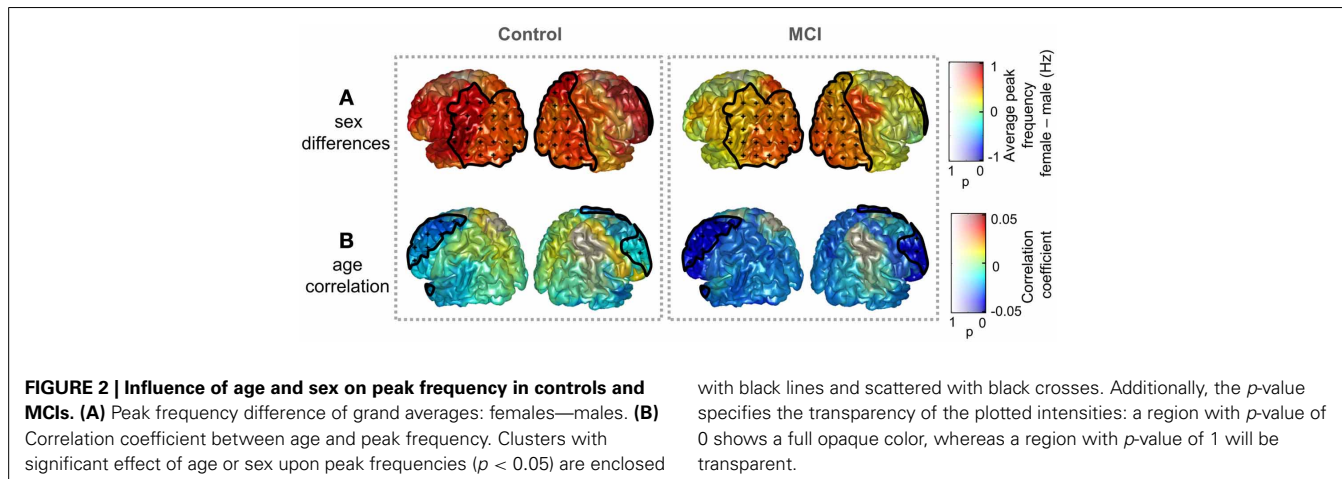 Control
MCI
A
sex
differences
1
0
-1
Average peak
frequency
female – male (Hz)
1 0
p
B
age
correlation
0.05
0
-0.05
Correlation
coefficient
1 0
p
FIGURE 2 | Influence of age and sex on peak frequency in controls and
MCIs. (A) Peak frequency difference of grand averages: females—males. (B)
Correlation coefficient between age and peak frequency. Clusters with
significant effect of age or sex upon peak frequencies (p < 0.05) are enclosed
with black lines and scattered with black crosses. Additionally, the p-value
specifies the transparency of the plotted intensities: a region with p-value of
0 shows a full opaque color, whereas a region with p-value of 1 will be
transparent.